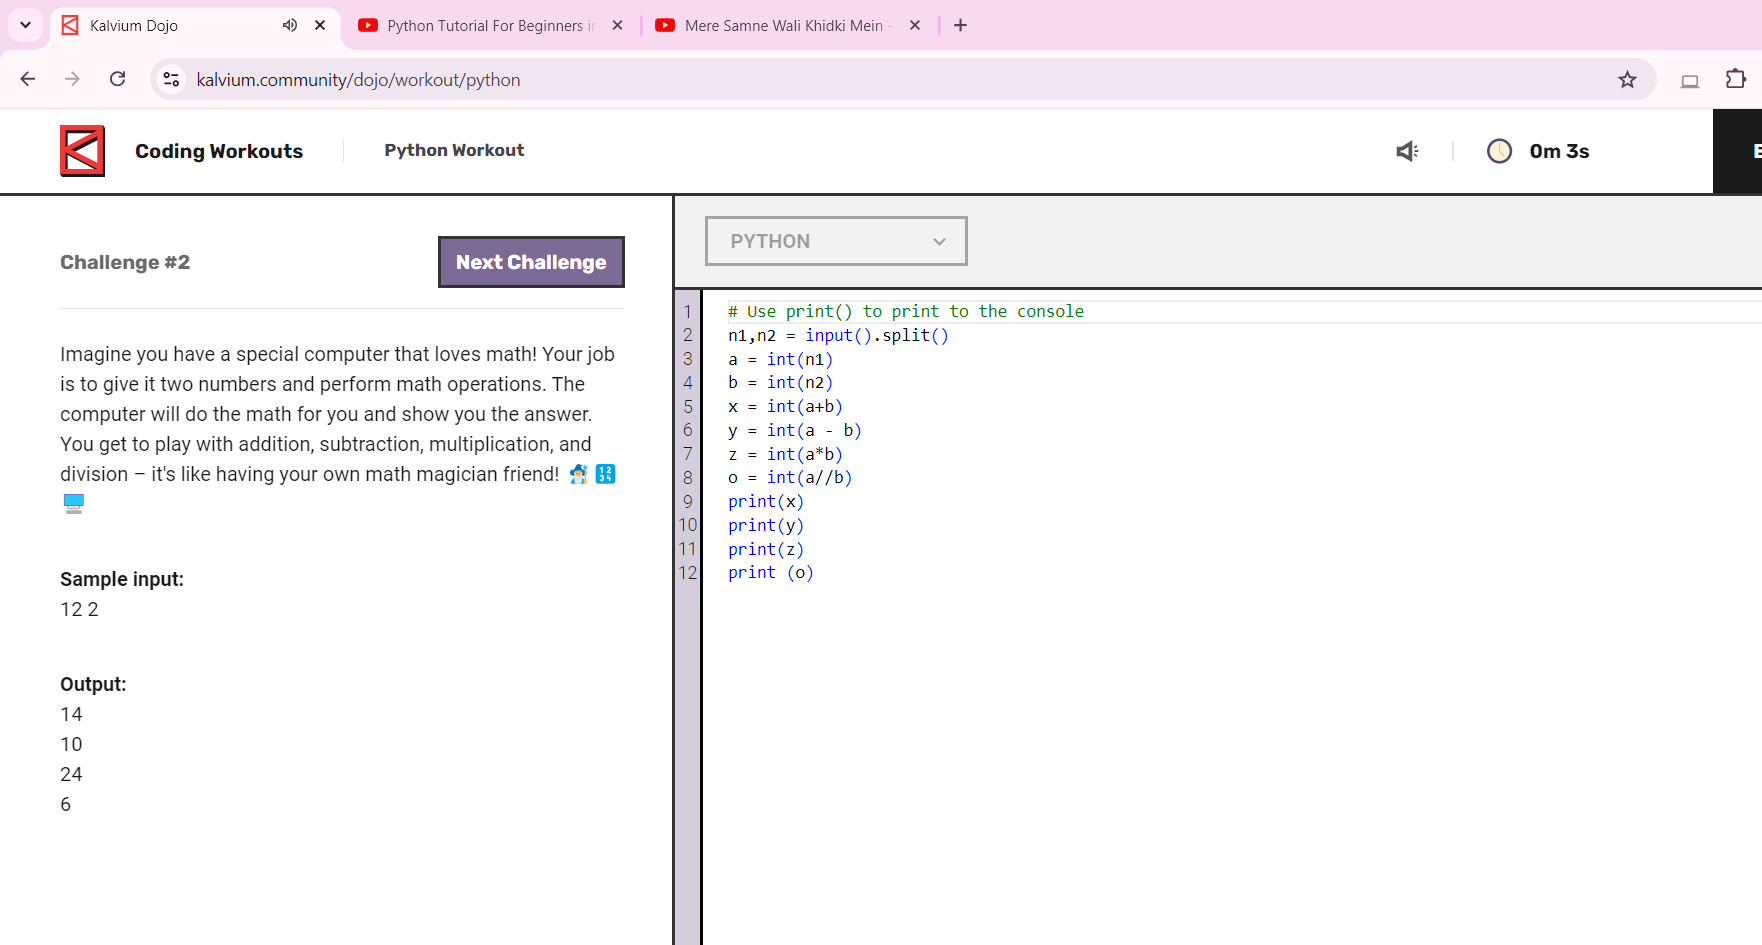 Kalvium Dojo
Python Tutorial For Beginners in
Mere Samne Wali Khidki Mein -
kalvium.community/dojo/workout/python
Coding Workouts
Python Workout
0m 3s
E
Challenge #2
Next Challenge
Imagine you have a special computer that loves math! Your job
is to give it two numbers and perform math operations. The
computer will do the math for you and show you the answer.
You get to play with addition, subtraction, multiplication, and
division – it's like having your own math magician friend! 🧙‍♂️ 🔢
🖥️
Sample input:
12 2
Output:
14
10
24
6
PYTHON
1 # Use print() to print to the console
2 n1,n2 = input().split()
3 a = int(n1)
4 b = int(n2)
5 x = int(a+b)
6 y = int(a - b)
7 z = int(a*b)
8 o = int(a//b)
9 print(x)
10 print(y)
11 print(z)
12 print (o)